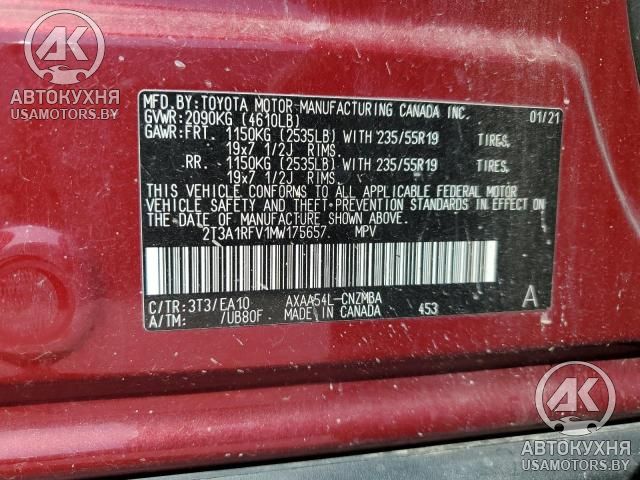 АК
АВТОКУХНЯ
USAMOTORS.BY
MFD.BY:TOYOTA MOTOR MANUFACTURING CANADA INC. 01/21
GVWR:2090KG (4610LB)
GAWR:FRT. 1150KG (2535LB) WITH 235/55R19 TIRES,
19x7 1/2J RIMS.
RR. 1150KG (2535LB) WITH 235/55R19 TIRES,
19x7 1/2J RIMS.
THIS VEHICLE CONFORMS TO ALL APPLICABLE FEDERAL MOTOR
VEHICLE SAFETY AND THEFT-PREVENTION STANDARDS IN EFFECT ON
THE DATE OF MANUFACTURE SHOWN ABOVE.
2T3A1RFV1MW175657. MPV
C/TR:3T3/EA10 AXAA54L-CNZMBA A
A/TM: /UB80F MADE IN CANADA 453
АК
АВТОКУХНЯ
USAMOTORS.BY